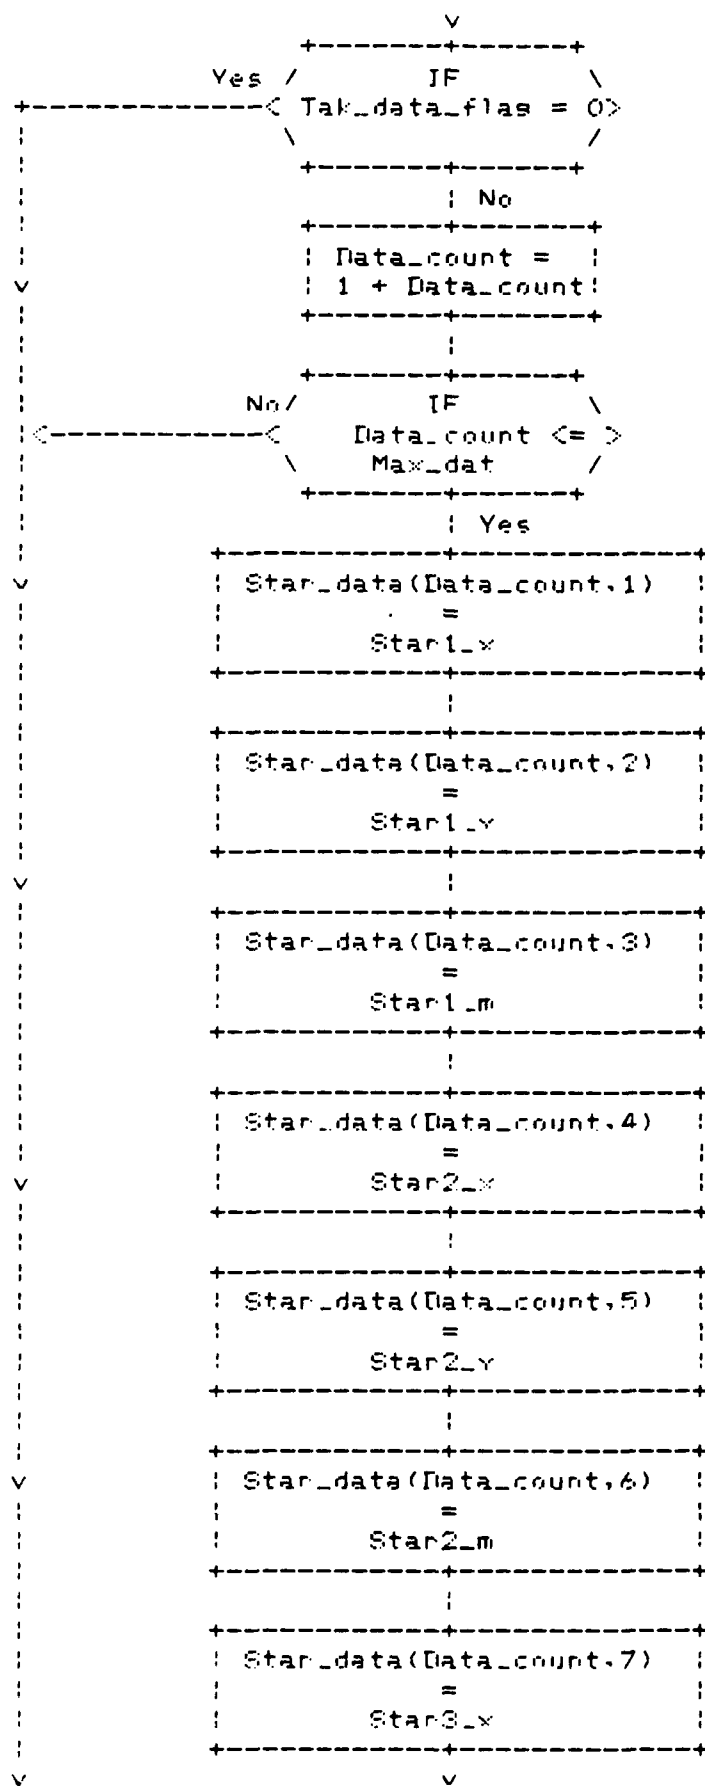 Yes IF
Tak_data_flag = 0
No
Data_count =
1 + Data_count
No IF
Data_count <=
Max_dat
Yes
Star_data(Data_count,1)
=
Star1_x
Star_data(Data_count,2)
=
Star1_y
Star_data(Data_count,3)
=
Star1_m
Star_data(Data_count,4)
=
Star2_x
Star_data(Data_count,5)
=
Star2_y
Star_data(Data_count,6)
=
Star2_m
Star_data(Data_count,7)
=
Star3_x